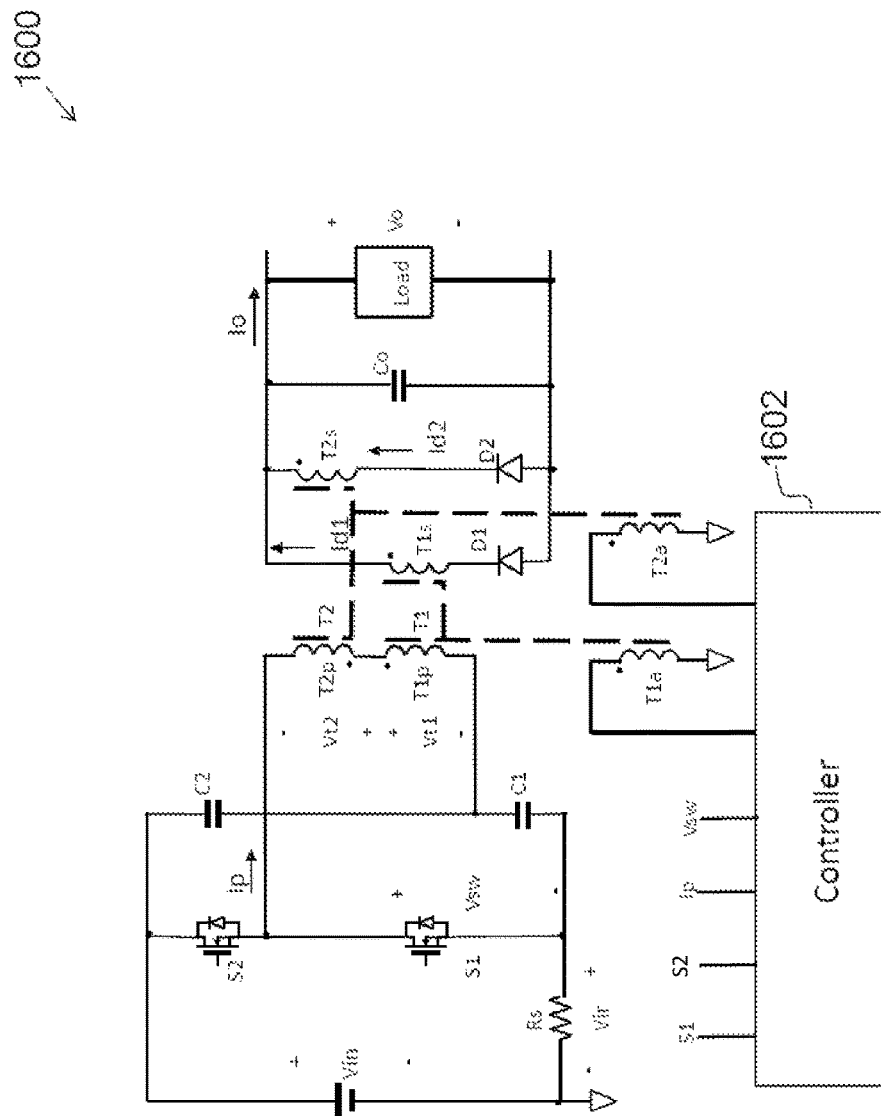 1600
Io
+
Vo
-
Load
Co
T2s
Id2
D2
Id1
T1s
D1
T2
T1
T2p
T1p
-
Vt2
+
+
Vt1
-
C2
C1
Ip
+
Vsw
-
S2
S1
+
Vin
-
Rs
+
Vir
-
T2a
T1a
1602
Vsw
Ip
S2
S1
Controller